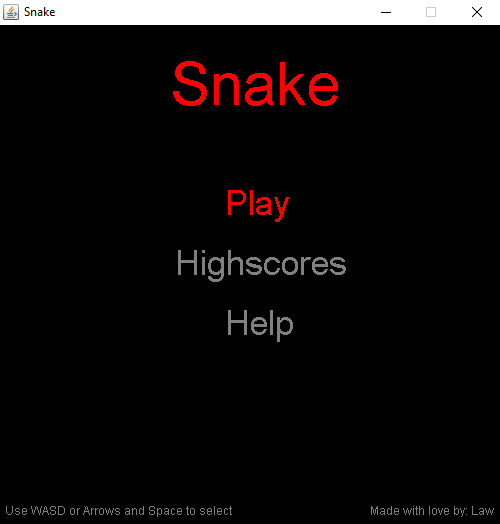 Snake
Snake
Play
Highscores
Help
Use WASD or Arrows and Space to select
Made with love by: Law